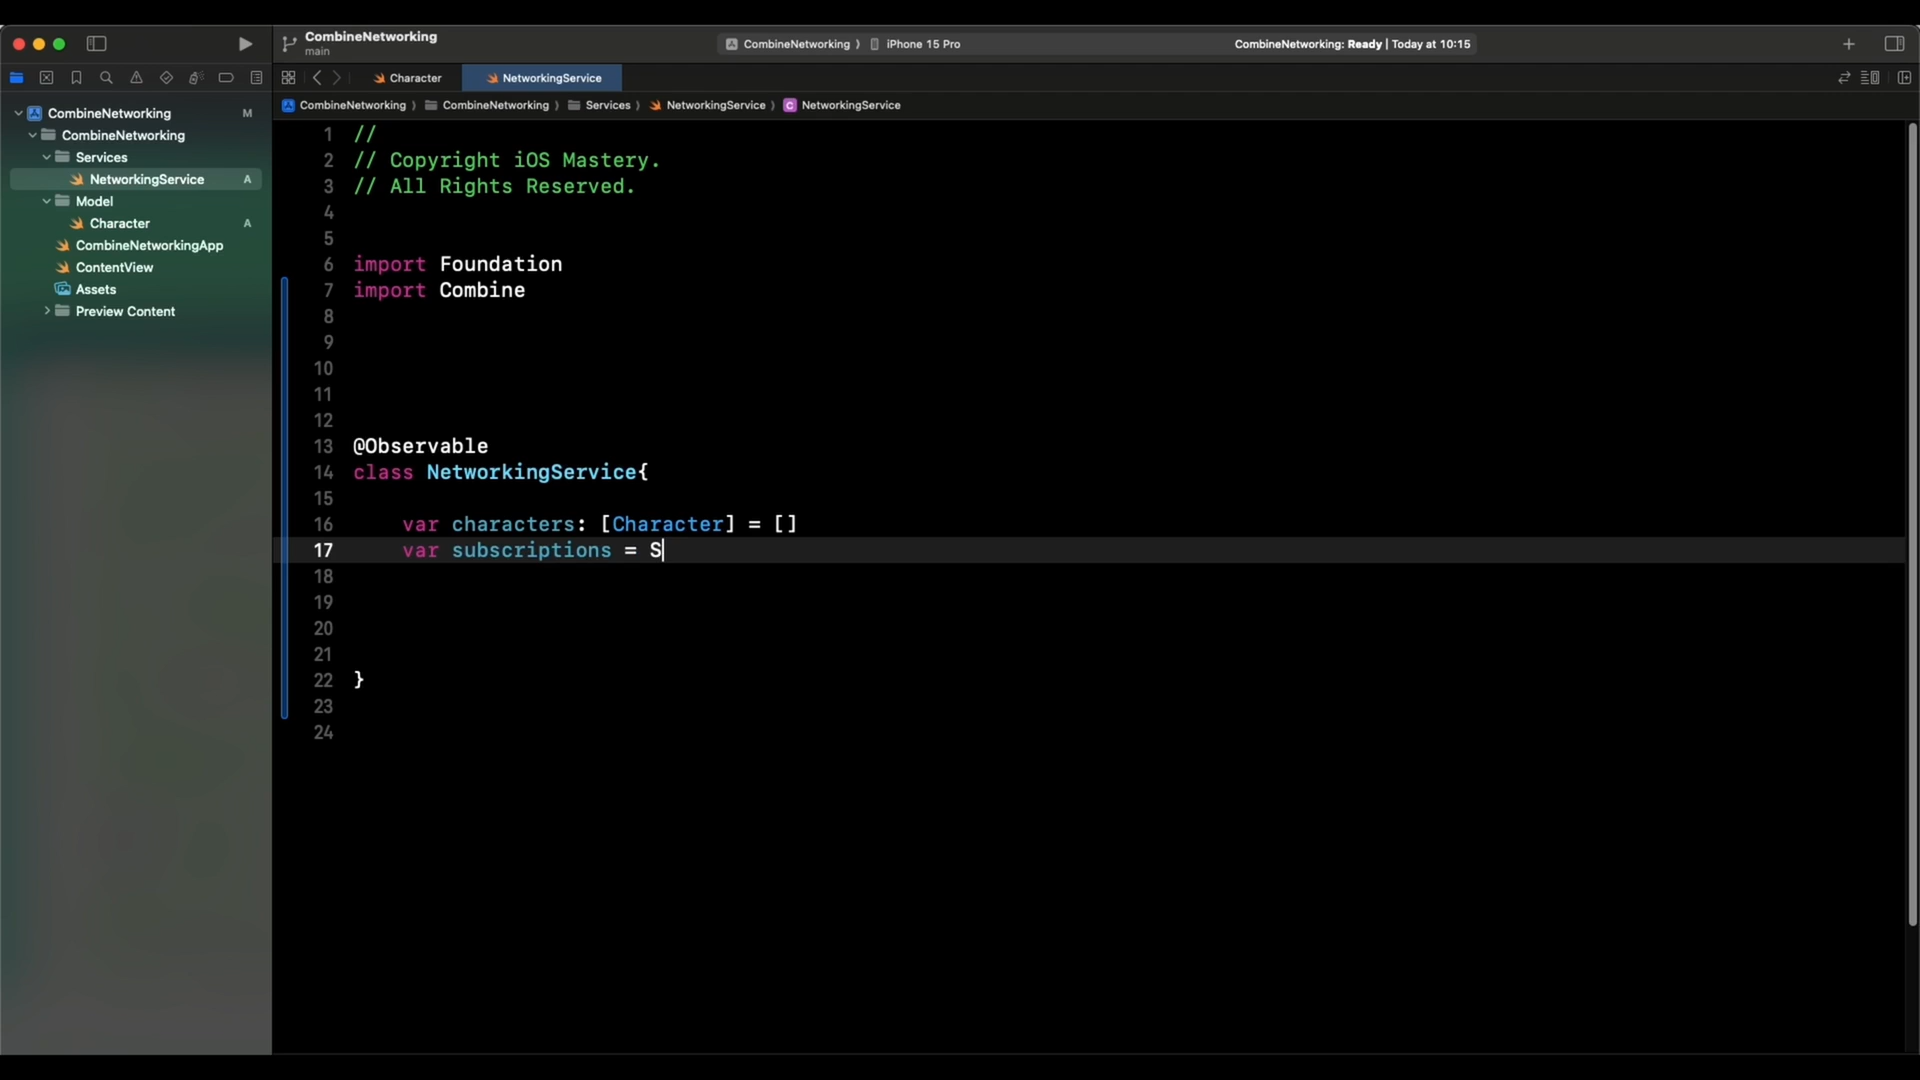 CombineNetworking
main
CombineNetworking 〉 iPhone 15 Pro
CombineNetworking: Ready | Today at 10:15
Character
NetworkingService
CombineNetworking 〉 CombineNetworking 〉 Services 〉 NetworkingService 〉 C NetworkingService
CombineNetworking M
CombineNetworking
Services
NetworkingService A
Model
Character A
CombineNetworkingApp
ContentView
Assets
Preview Content
1 //
2 // Copyright iOS Mastery.
3 // All Rights Reserved.
4
5
6 import Foundation
7 import Combine
8
9
10
11
12
13 @Observable
14 class NetworkingService{
15
16 var characters: [Character] = []
17 var subscriptions = S
18
19
20
21
22 }
23
24